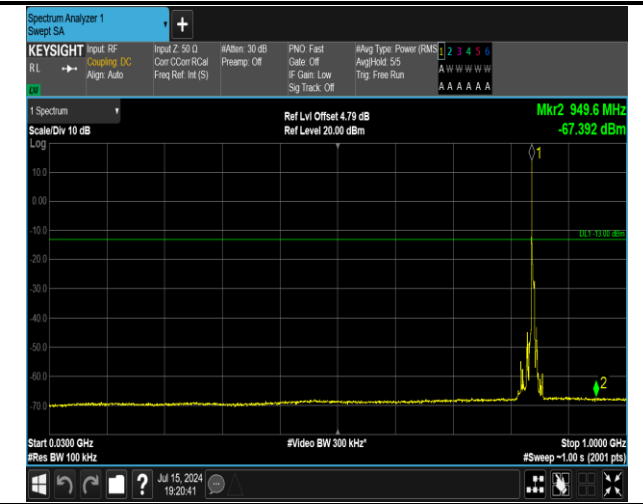 Spectrum Analyzer 1
Swept SA
+
KEYSIGHT
RL
Input: RF
Coupling: DC
Align: Auto
Input Z: 50 Ω
Corr CCorr RCal
Freq Ref: Int (S)
#Atten: 30 dB
Preamp: Off
PNO: Fast
Gate: Off
IF Gain: Low
Sig Track: Off
#Avg Type: Power (RMS
Avg|Hold: 5/5
Trig: Free Run
1 2 3 4 5 6
A W W W W W
A A A A A A
1 Spectrum
Scale/Div 10 dB
Log
Ref Lvl Offset 4.79 dB
Ref Level 20.00 dBm
Mkr2 949.6 MHz
-67.392 dBm
1
10.0
0.00
-10.0
DL1 -13.00 dBm
-20.0
-30.0
-40.0
-50.0
-60.0
2
-70.0
Start 0.0300 GHz
#Res BW 100 kHz
#Video BW 300 kHz*
Stop 1.0000 GHz
#Sweep ~1.00 s (2001 pts)
?
Jul 15, 2024
19:20:41